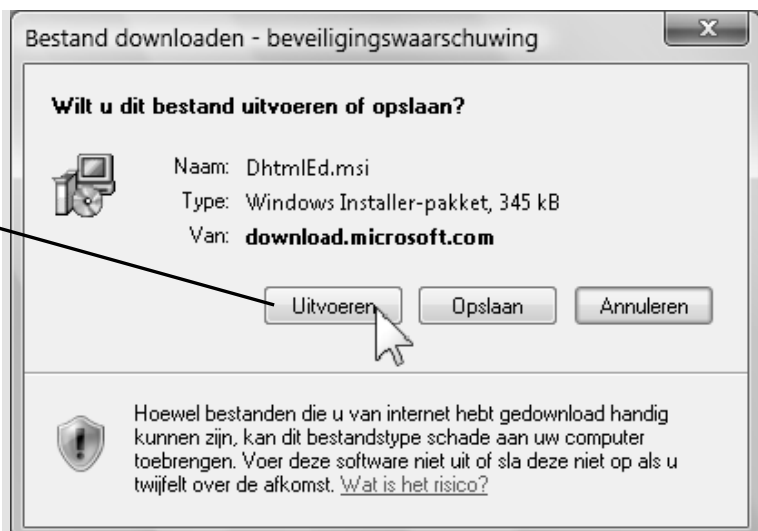 Bestand downloaden - beveiligingswaarschuwing
Wilt u dit bestand uitvoeren of opslaan?
Naam: DhtmlEd.msi
Type: Windows Installer-pakket, 345 kB
Van: download.microsoft.com
Uitvoeren Opslaan Annuleren
Hoewel bestanden die u van internet hebt gedownload handig
kunnen zijn, kan dit bestandstype schade aan uw computer
toebrengen. Voer deze software niet uit of sla deze niet op als u
twijfelt over de afkomst. Wat is het risico?